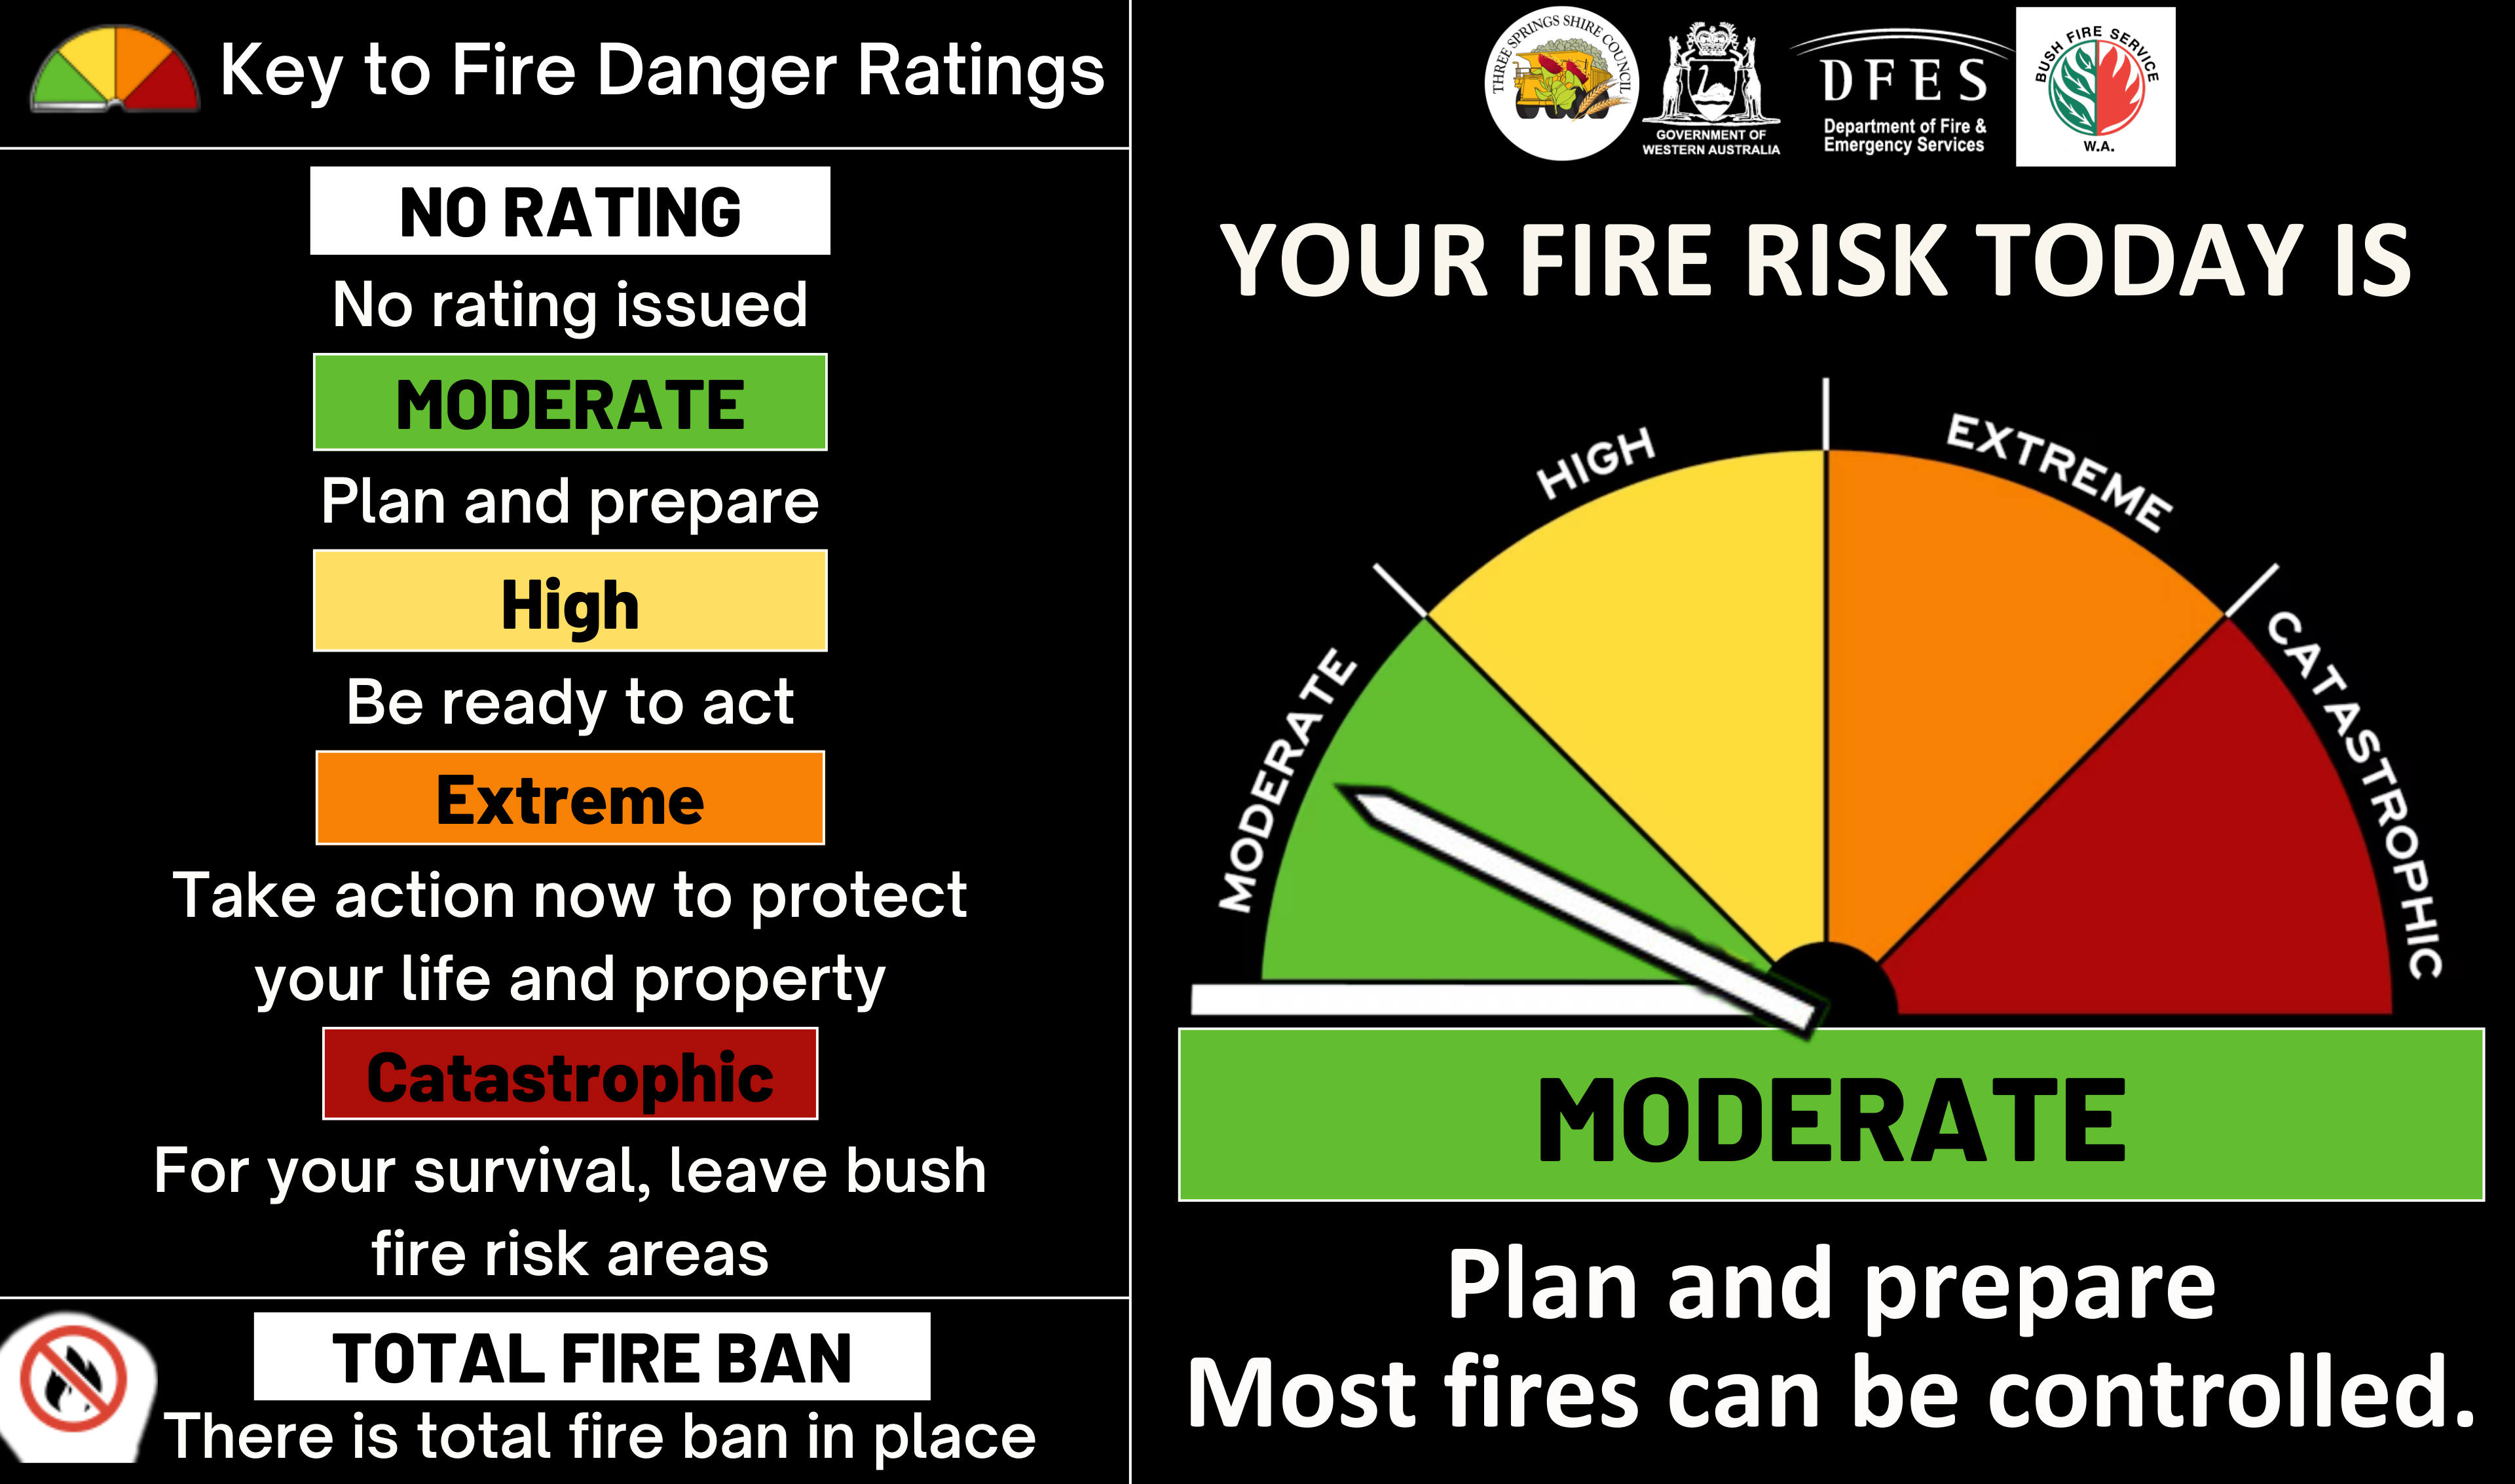 Key to Fire Danger Ratings
NO RATING
No rating issued
MODERATE
Plan and prepare
High
Be ready to act
Extreme
Take action now to protect
your life and property
Catastrophic
For your survival, leave bush
fire risk areas
TOTAL FIRE BAN
There is total fire ban in place
THREE SPRINGS SHIRE COUNCIL
GOVERNMENT OF
WESTERN AUSTRALIA
DFES
Department of Fire &
Emergency Services
BUSH FIRE SERVICE
W.A.
YOUR FIRE RISK TODAY IS
MODERATE
HIGH
EXTREME
CATASTROPHIC
MODERATE
Plan and prepare
Most fires can be controlled.